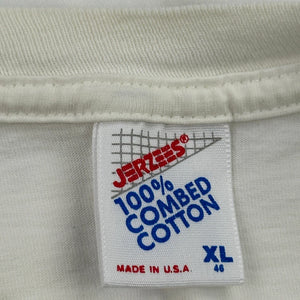 JERZEES®
100%
COMBED
COTTON
XL
46
MADE IN U.S.A.